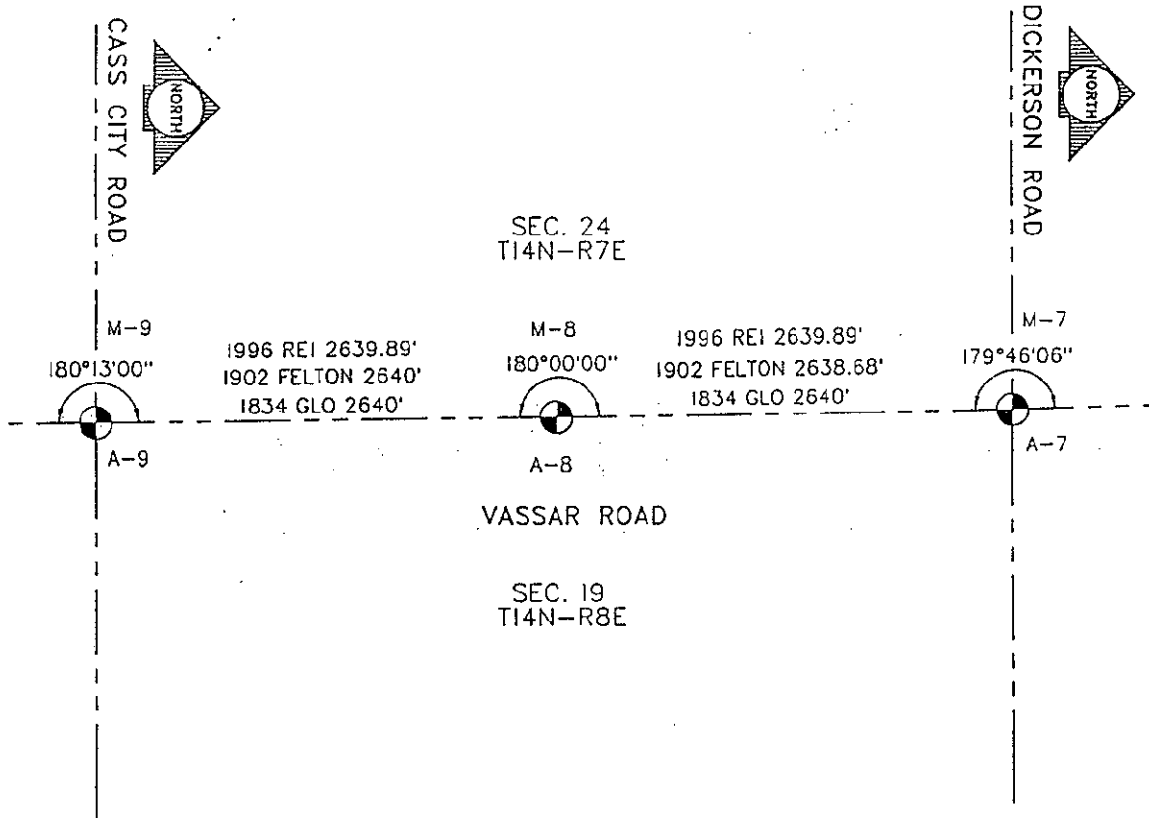 CASS CITY ROAD
NORTH
DICKERSON ROAD
NORTH
SEC. 24
T14N-R7E
M-9
180°13'00"
1996 REI 2639.89'
1902 FELTON 2640'
1834 GLO 2640'
M-8
180°00'00"
1996 REI 2639.89'
1902 FELTON 2638.68'
1834 GLO 2640'
M-7
179°46'06"
A-9
A-8
A-7
VASSAR ROAD
SEC. 19
T14N-R8E